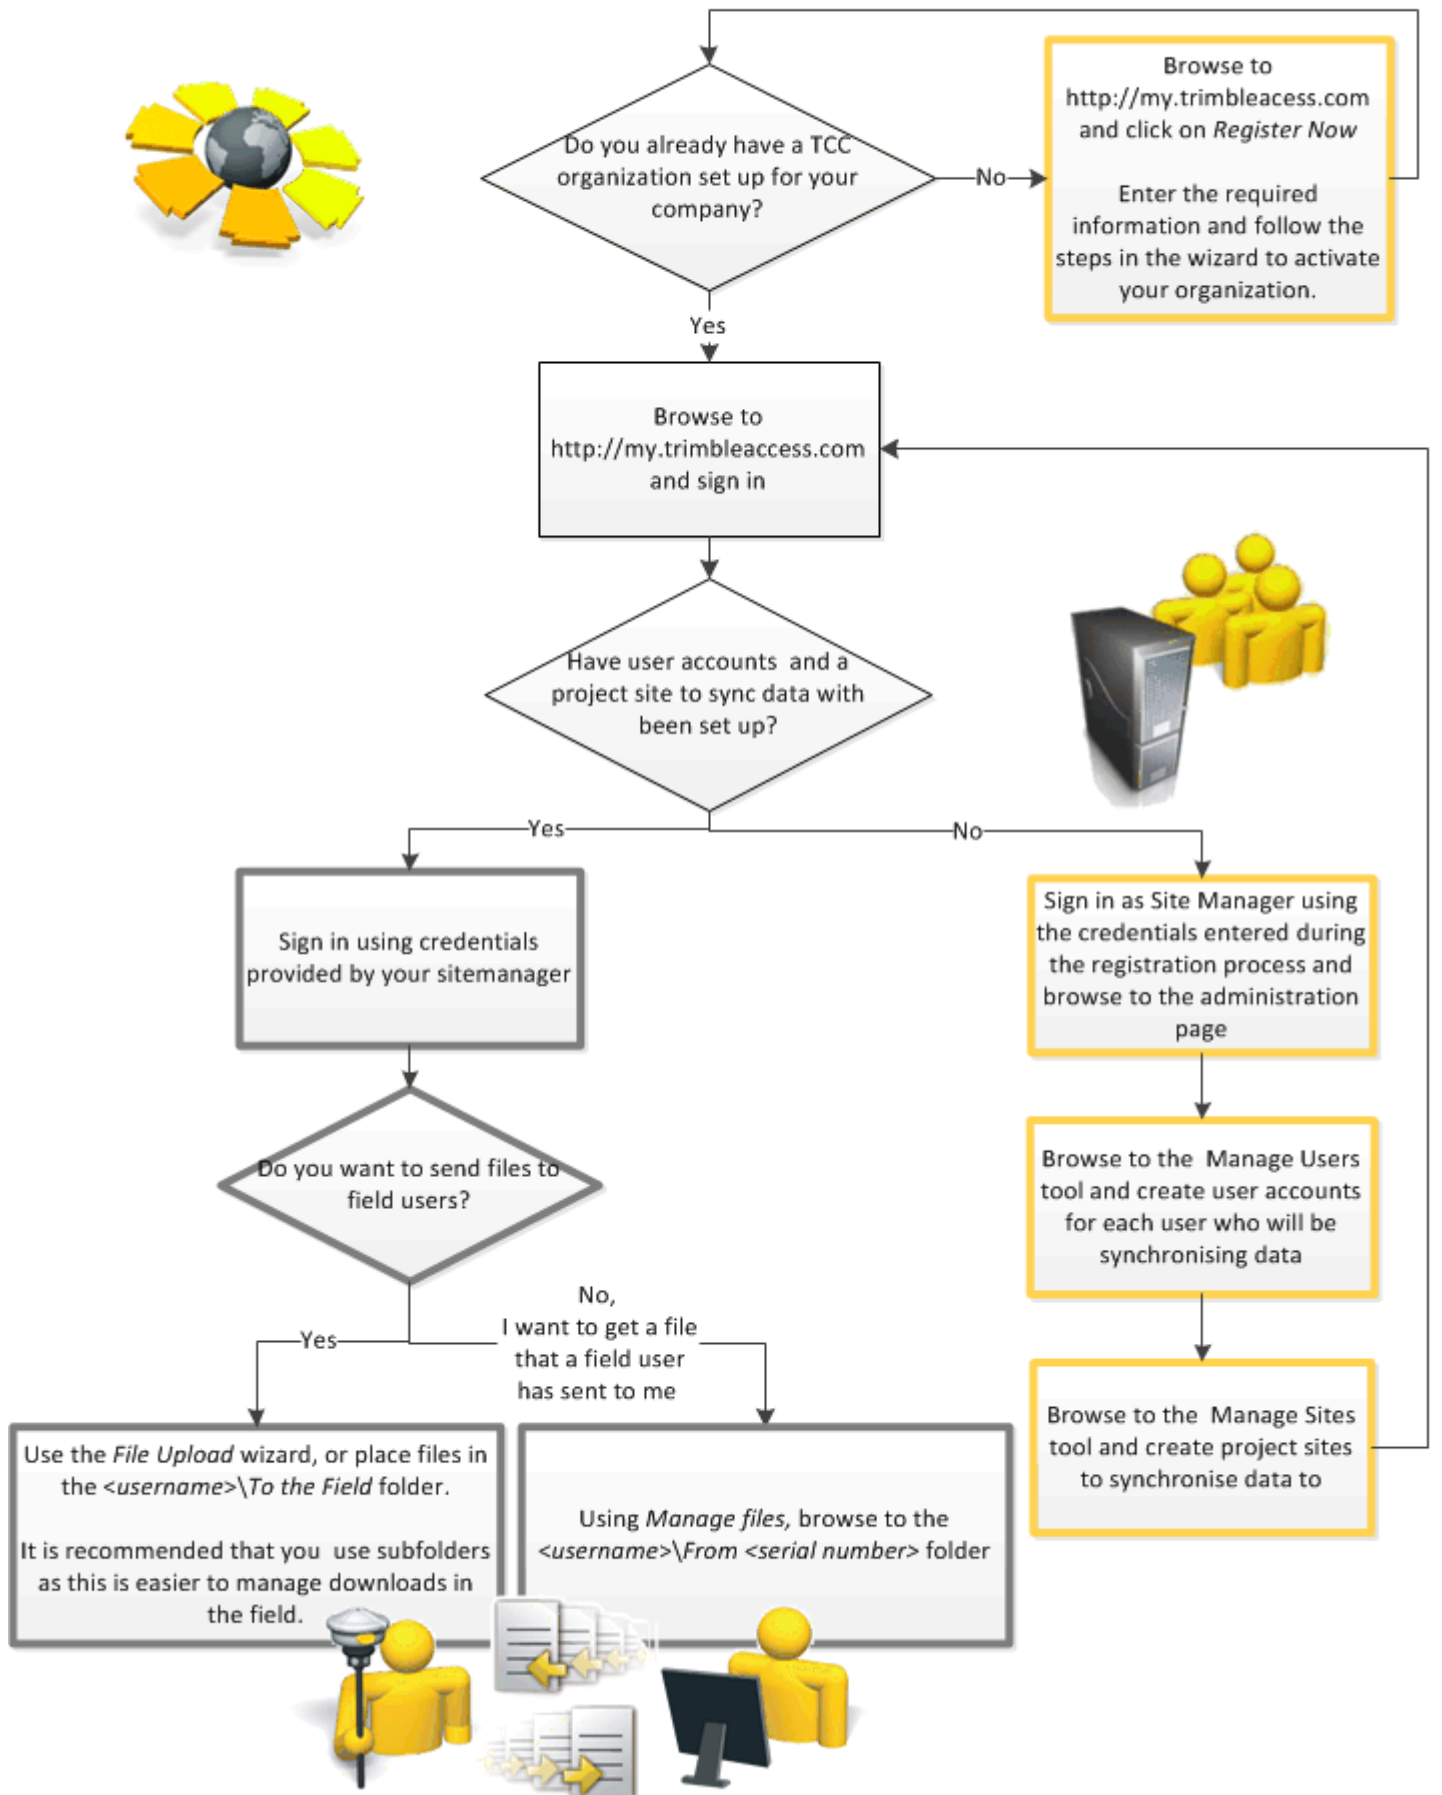 Do you already have a TCC
organization set up for your
company?
No
Browse to
http://my.trimbleacess.com
and click on Register Now
Enter the required
information and follow the
steps in the wizard to activate
your organization.
Yes
Browse to
http://my.trimbleaccess.com
and sign in
Have user accounts and a
project site to sync data with
been set up?
Yes
No
Sign in using credentials
provided by your sitemanager
Sign in as Site Manager using
the credentials entered during
the registration process and
browse to the administration
page
Do you want to send files to
field users?
Browse to the Manage Users
tool and create user accounts
for each user who will be
synchronising data
Yes
No,
I want to get a file
that a field user
has sent to me
Browse to the Manage Sites
tool and create project sites
to synchronise data to
Use the File Upload wizard, or place files in
the <username>\To the Field folder.
It is recommended that you use subfolders
as this is easier to manage downloads in
the field.
Using Manage files, browse to the
<username>\From <serial number> folder